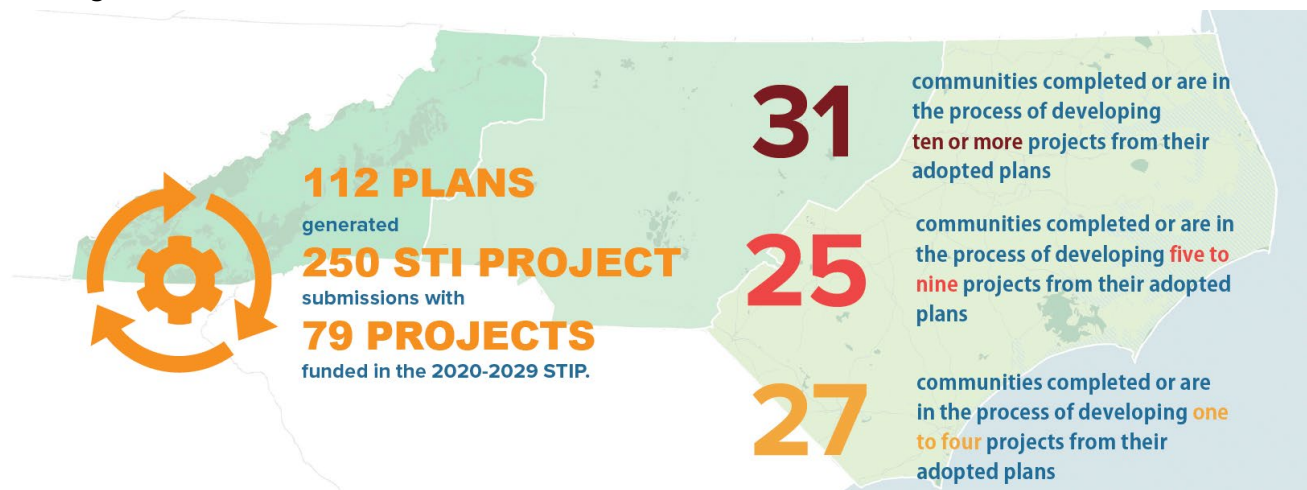 112 PLANS
generated
250 STI PROJECT
submissions with
79 PROJECTS
funded in the 2020-2029 STIP.
31
communities completed or are in
the process of developing
ten or more projects from their
adopted plans
25
communities completed or are in
the process of developing five to
nine projects from their adopted
plans
27
communities completed or are
in the process of developing one
to four projects from their
adopted plans